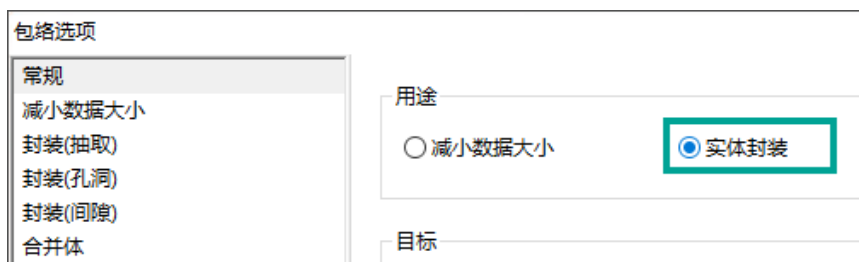 包络选项
常规
减小数据大小
封装(抽取)
封装(孔洞)
封装(间隙)
合并体
用途
减小数据大小 实体封装
目标